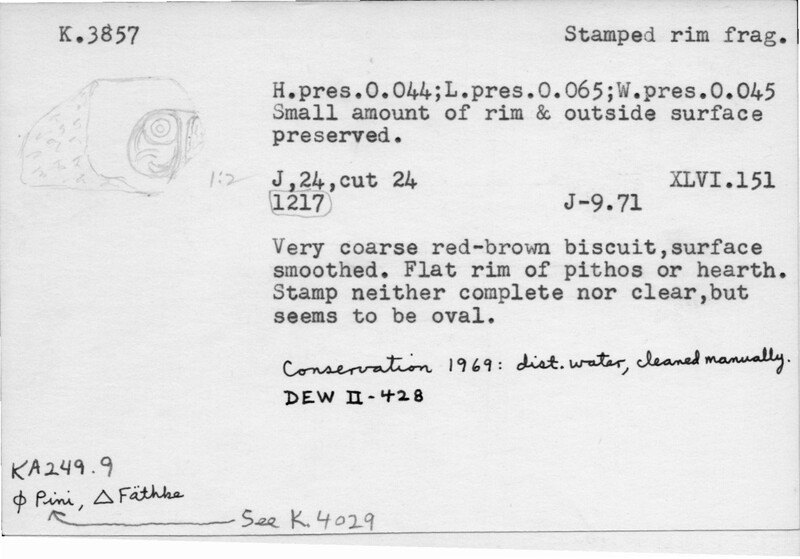 K.3857 Stamped rim frag.
H.pres.0.044;L.pres.0.065;W.pres.0.045
Small amount of rim & outside surface
preserved.
1:2
J,24,cut 24 XLVI.151
1217 J-9.71
Very coarse red-brown biscuit,surface
smoothed. Flat rim of pithos or hearth.
Stamp neither complete nor clear,but
seems to be oval.
Conservation 1969: dist. water, cleaned manually.
DEW II-428
KA249.9
φ Pini, △ Fäthke
See K.4029